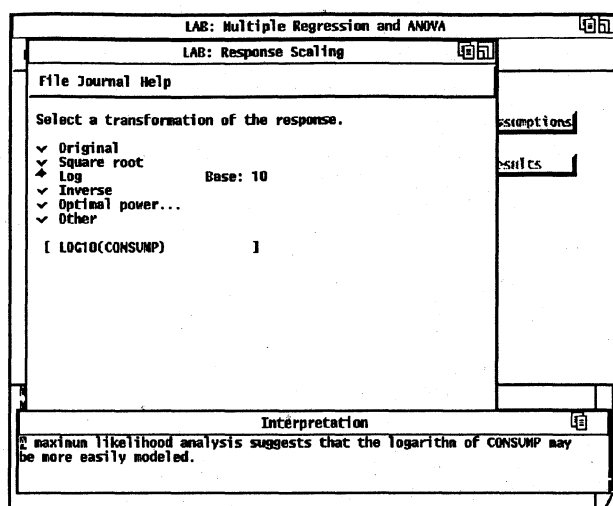 LAB: Multiple Regression and ANOVA
LAB: Response Scaling
File Journal Help
Select a transformation of the response.
Original
Square root
Log Base: 10
Inverse
Optimal power...
Other
[ LOG10(CONSUMP) ]
ssumptions
esults
Interpretation
maximum likelihood analysis suggests that the logarithm of CONSUMP may
be more easily modeled.